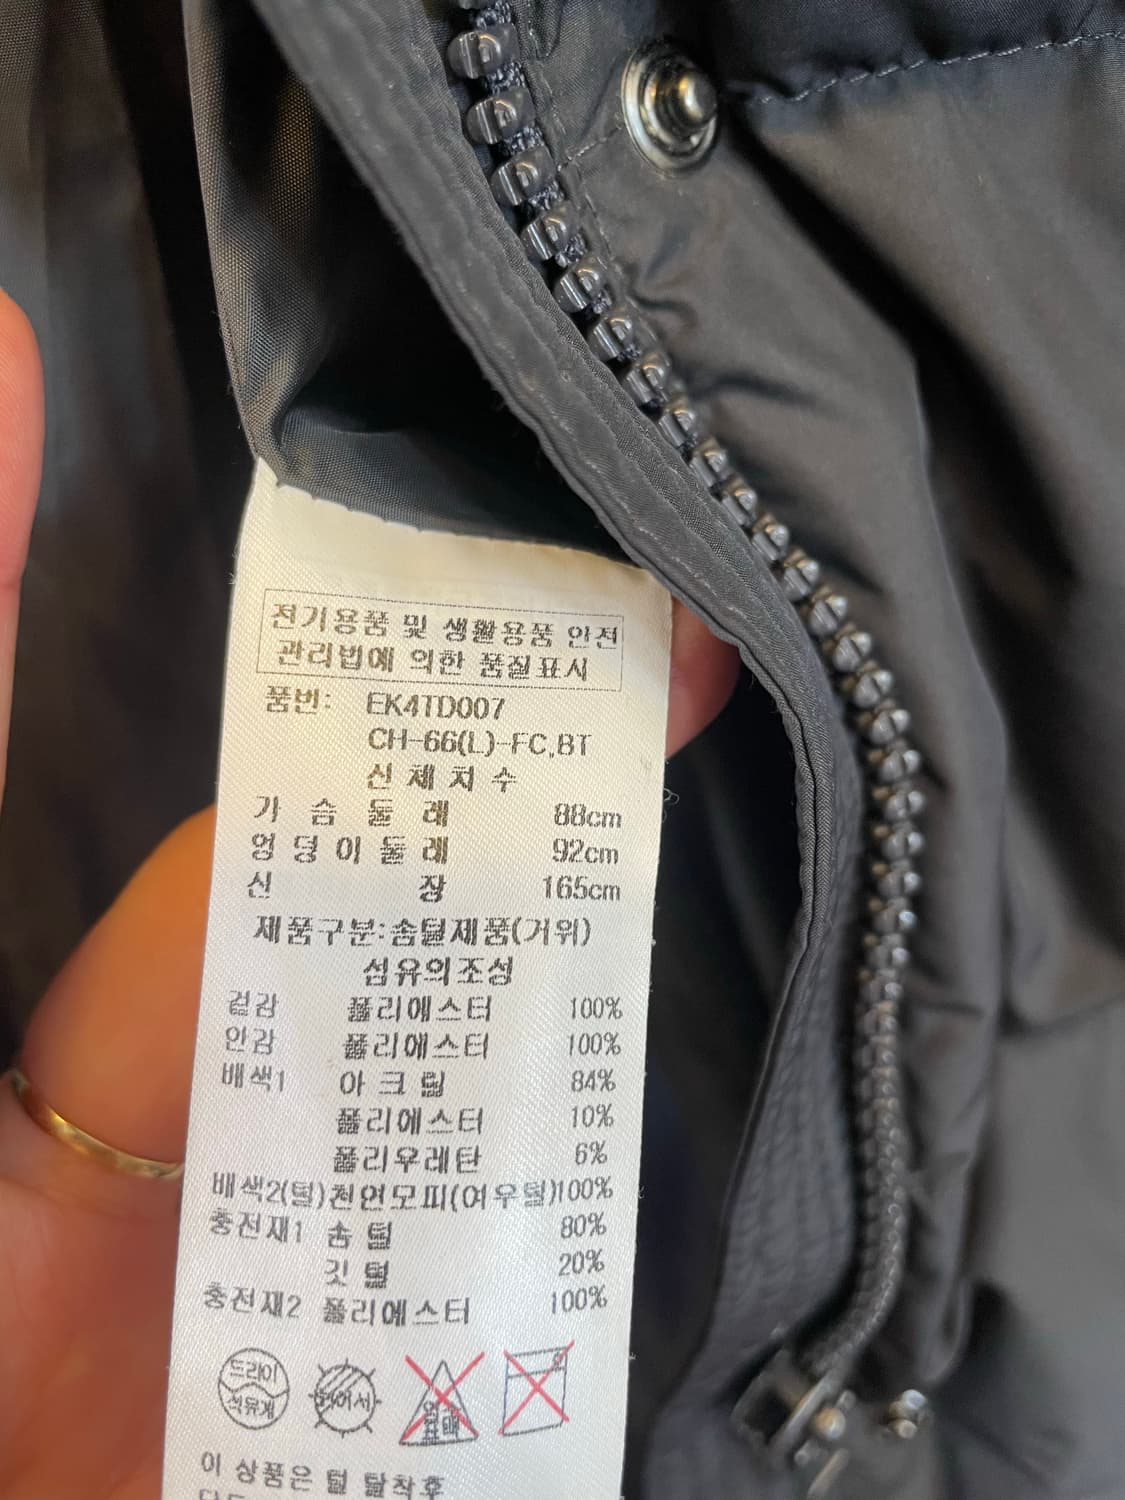 전기용품 및 생활용품 안전
관리법에 의한 품질표시
품번: EK4TD007
CH-66(L)-FC,BT
신체치수
가슴둘레 88cm
엉덩이둘레 92cm
신장 165cm
제품구분:솜털제품(거위)
섬유의조성
겉감 폴리에스터 100%
안감 폴리에스터 100%
배색1 아크릴 84%
폴리에스터 10%
폴리우레탄 6%
배색2(털)천연모피(여우털)100%
충전재1 솜털 80%
깃털 20%
충전재2 폴리에스터 100%
드라이
석유계
뉘어서
염소
표백
이 상품은 털 탈착후